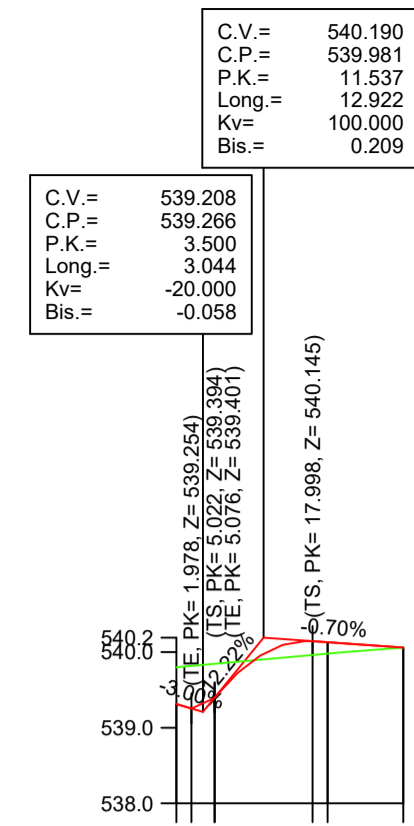 C.V.= 540.190
C.P.= 539.981
P.K.= 11.537
Long.= 12.922
Kv= 100.000
Bis.= 0.209
C.V.= 539.208
C.P.= 539.266
P.K.= 3.500
Long.= 3.044
Kv= -20.000
Bis.= -0.058
(TE, PK= 1.978, Z= 539.254)
(TS, PK= 5.022, Z= 539.394)
(TE, PK= 5.076, Z= 539.401)
(TS, PK= 17.998, Z= 540.145)
-3.00%
12.22%
-0.70%
540.2
540.0
539.0
538.0